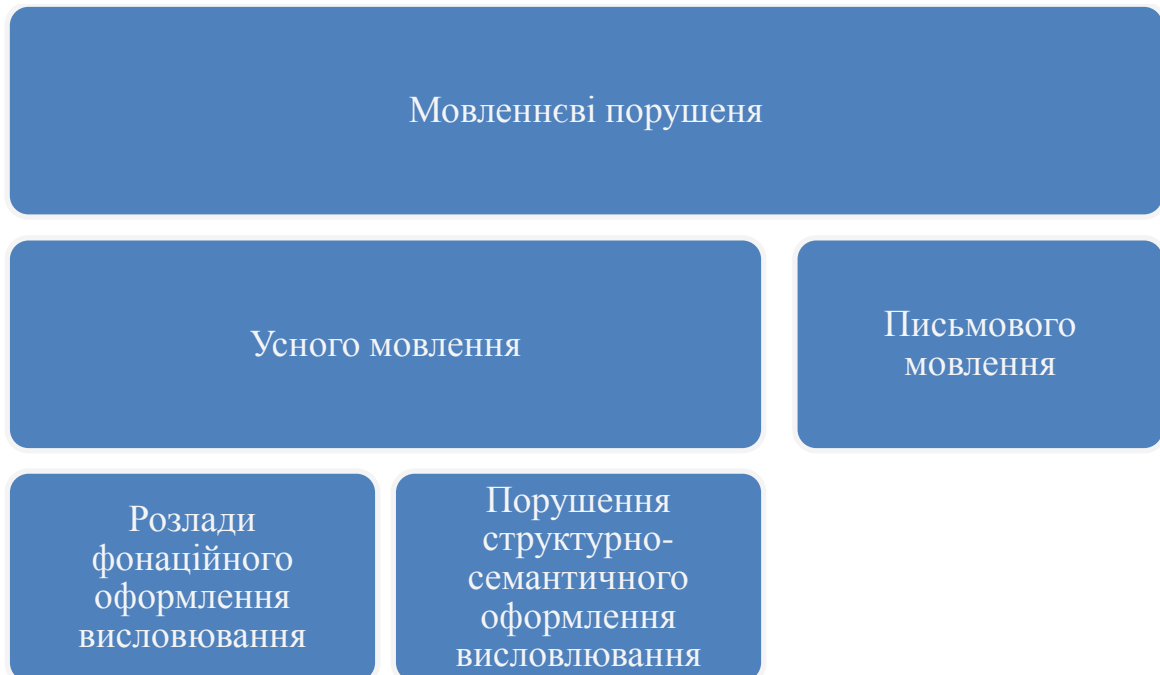 Мовленнєві порушеня
Усного мовлення
Письмового
мовлення
Розлади
фонаційного
оформлення
висловювання
Порушення
структурно-
семантичного
оформлення
висловлювання